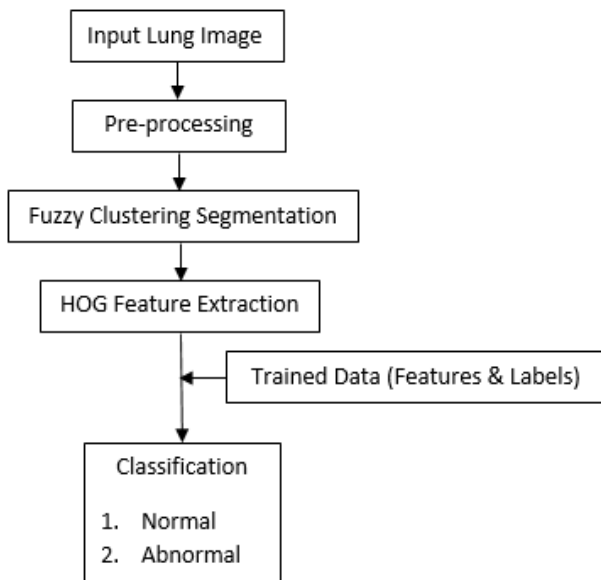 Input Lung Image
Pre-processing
Fuzzy Clustering Segmentation
HOG Feature Extraction
Trained Data (Features & Labels)
Classification
1. Normal
2. Abnormal